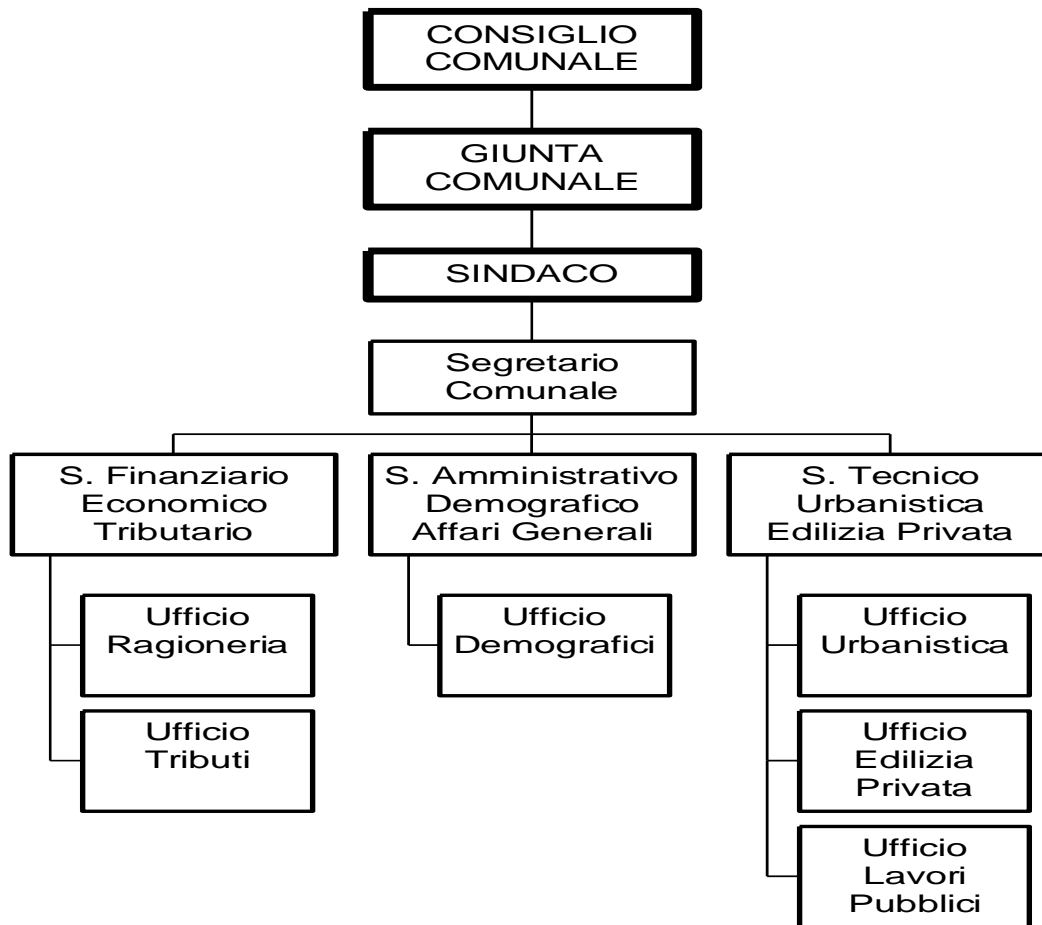 CONSIGLIO
COMUNALE
GIUNTA
COMUNALE
SINDACO
Segretario
Comunale
S. Finanziario
Economico
Tributario
S. Amministrativo
Demografico
Affari Generali
S. Tecnico
Urbanistica
Edilizia Privata
Ufficio
Ragioneria
Ufficio
Tributi
Ufficio
Demografici
Ufficio
Urbanistica
Ufficio
Edilizia
Privata
Ufficio
Lavori
Pubblici